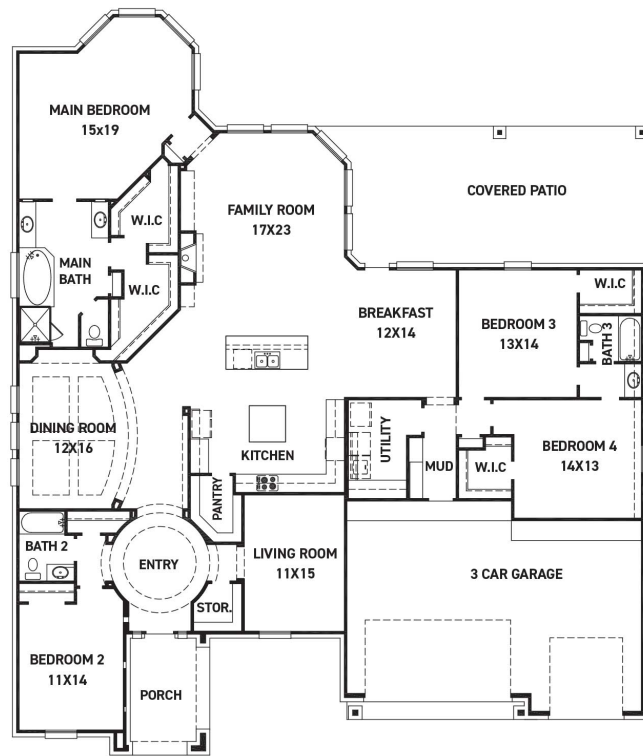 MAIN BEDROOM
15x19
FAMILY ROOM
17X23
COVERED PATIO
W.I.C
MAIN
BATH
W.I.C
W.I.C
BREAKFAST
12X14
BEDROOM 3
13X14
BATH 3
DINING ROOM
12X16
KITCHEN
UTILITY
MUD
W.I.C
BEDROOM 4
14X13
PANTRY
BATH 2
ENTRY
LIVING ROOM
11X15
3 CAR GARAGE
STOR.
BEDROOM 2
11X14
PORCH